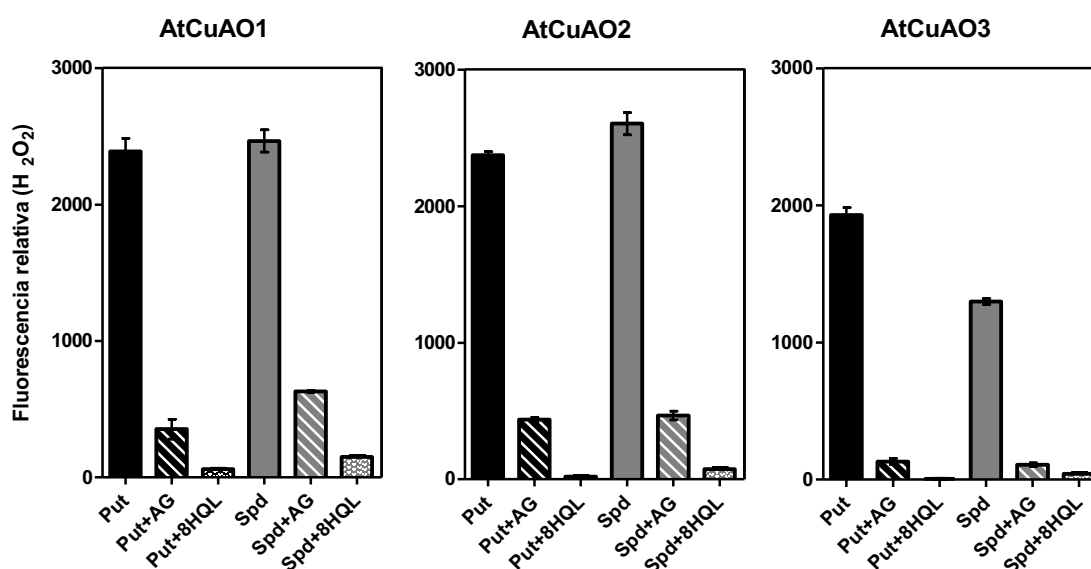 AtCuAO1
AtCuAO2
AtCuAO3
Fluorescencia relativa (H2O2)
3000
2000
1000
0
Put
Put+AG
Put+8HQL
Spd
Spd+AG
Spd+8HQL
3000
2000
1000
0
Put
Put+AG
Put+8HQL
Spd
Spd+AG
Spd+8HQL
3000
2000
1000
0
Put
Put+AG
Put+8HQL
Spd
Spd+AG
Spd+8HQL